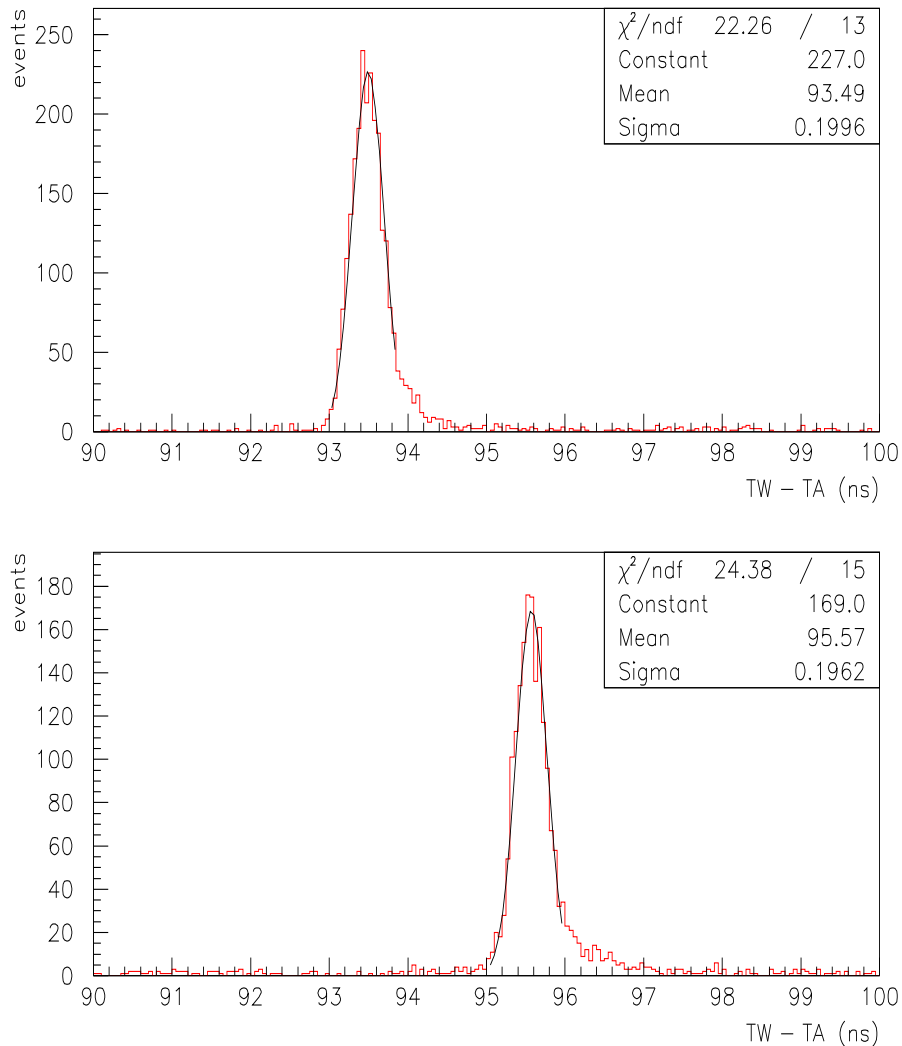 events
250
200
150
100
50
0
χ²/ndf 22.26 / 13
Constant 227.0
Mean 93.49
Sigma 0.1996
90 91 92 93 94 95 96 97 98 99 100
TW – TA (ns)
events
180
160
140
120
100
80
60
40
20
0
χ²/ndf 24.38 / 15
Constant 169.0
Mean 95.57
Sigma 0.1962
90 91 92 93 94 95 96 97 98 99 100
TW – TA (ns)